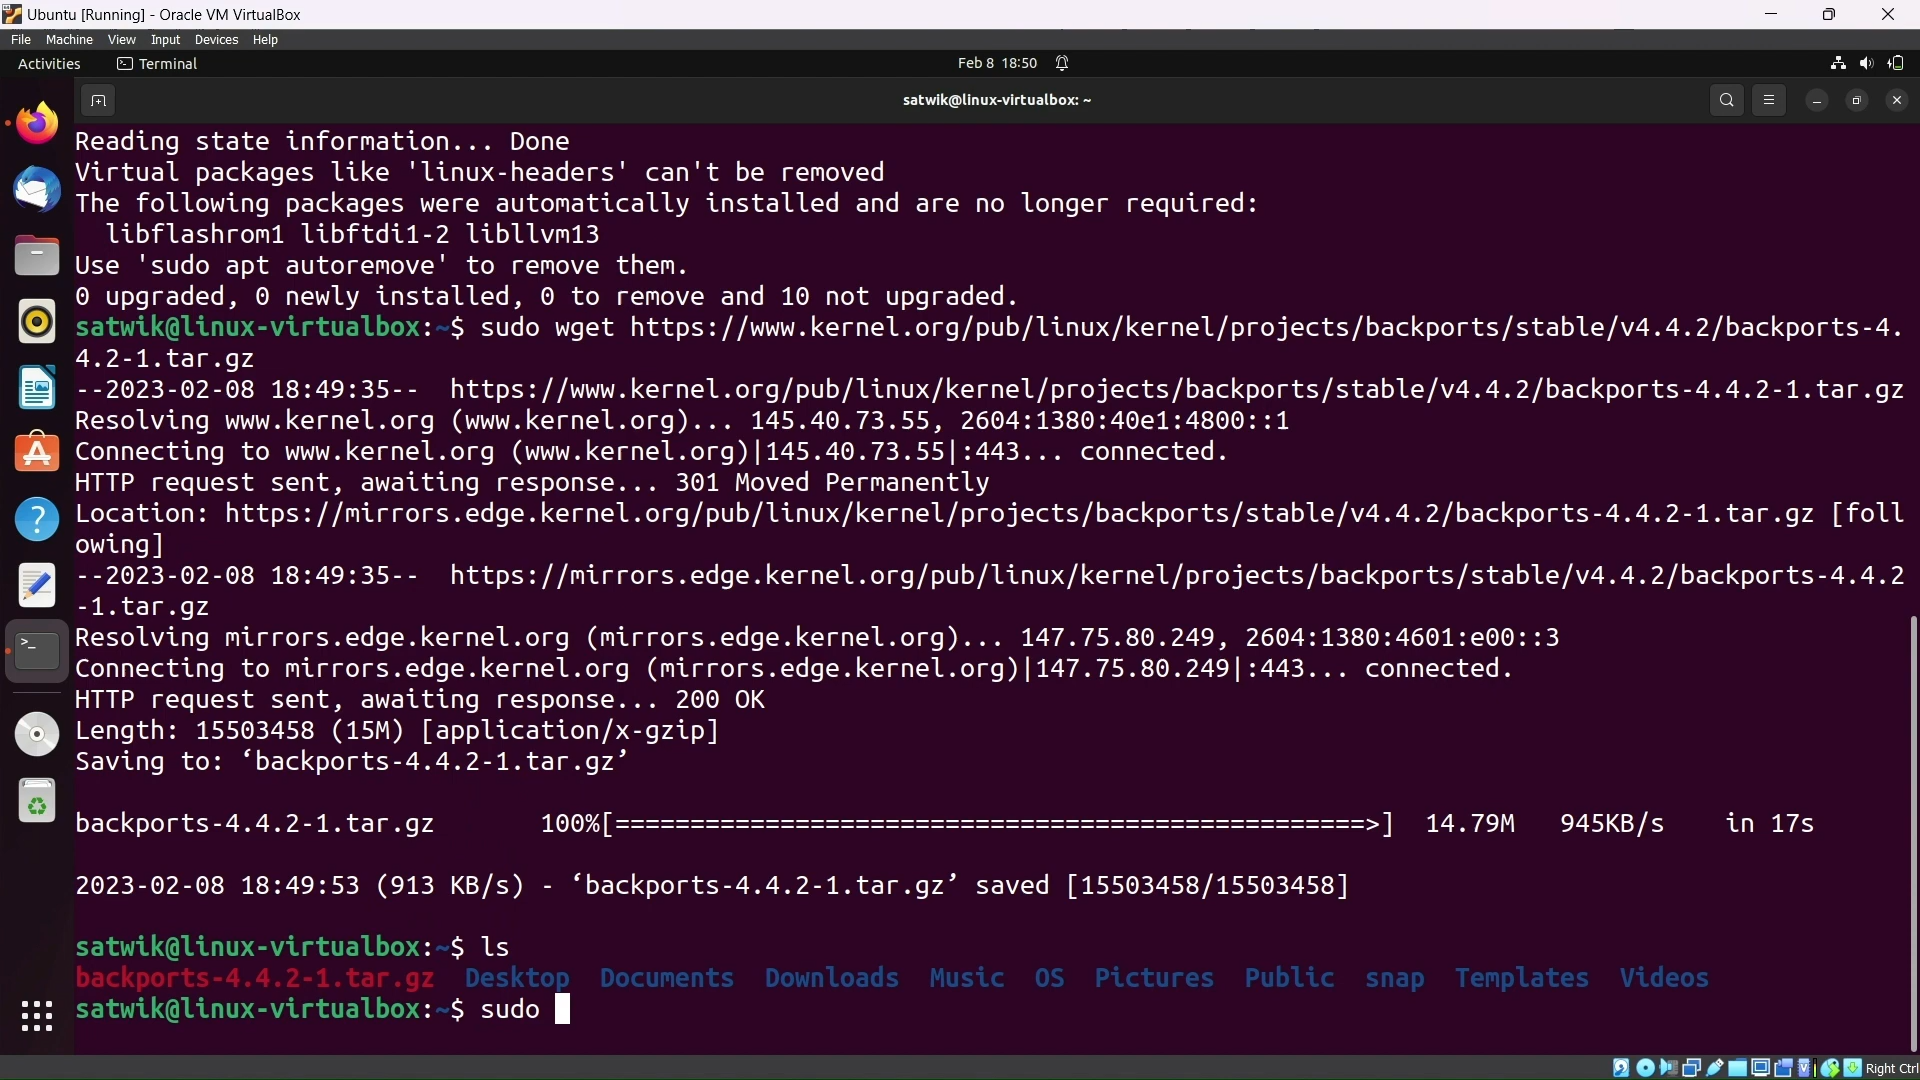 Ubuntu [Running] - Oracle VM VirtualBox
File Machine View Input Devices Help
Activities Terminal Feb 8 18:50
satwik@linux-virtualbox: ~
Reading state information... Done
Virtual packages like 'linux-headers' can't be removed
The following packages were automatically installed and are no longer required:
  libflashrom1 libftdi1-2 libllvm13
Use 'sudo apt autoremove' to remove them.
0 upgraded, 0 newly installed, 0 to remove and 10 not upgraded.
satwik@linux-virtualbox:~$ sudo wget https://www.kernel.org/pub/linux/kernel/projects/backports/stable/v4.4.2/backports-4.
4.2-1.tar.gz
--2023-02-08 18:49:35--  https://www.kernel.org/pub/linux/kernel/projects/backports/stable/v4.4.2/backports-4.4.2-1.tar.gz
Resolving www.kernel.org (www.kernel.org)... 145.40.73.55, 2604:1380:40e1:4800::1
Connecting to www.kernel.org (www.kernel.org)|145.40.73.55|:443... connected.
HTTP request sent, awaiting response... 301 Moved Permanently
Location: https://mirrors.edge.kernel.org/pub/linux/kernel/projects/backports/stable/v4.4.2/backports-4.4.2-1.tar.gz [foll
owing]
--2023-02-08 18:49:35--  https://mirrors.edge.kernel.org/pub/linux/kernel/projects/backports/stable/v4.4.2/backports-4.4.2
-1.tar.gz
Resolving mirrors.edge.kernel.org (mirrors.edge.kernel.org)... 147.75.80.249, 2604:1380:4601:e00::3
Connecting to mirrors.edge.kernel.org (mirrors.edge.kernel.org)|147.75.80.249|:443... connected.
HTTP request sent, awaiting response... 200 OK
Length: 15503458 (15M) [application/x-gzip]
Saving to: ‘backports-4.4.2-1.tar.gz’
backports-4.4.2-1.tar.gz       100%[==================================================>]  14.79M   945KB/s    in 17s
2023-02-08 18:49:53 (913 KB/s) - ‘backports-4.4.2-1.tar.gz’ saved [15503458/15503458]
satwik@linux-virtualbox:~$ ls
backports-4.4.2-1.tar.gz  Desktop  Documents  Downloads  Music  OS  Pictures  Public  snap  Templates  Videos
satwik@linux-virtualbox:~$ sudo
Right Ctrl